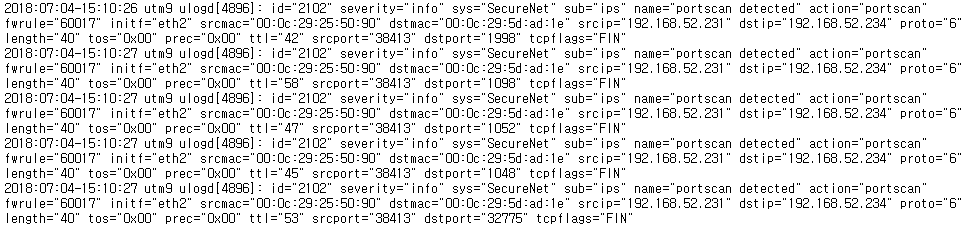 2018:07:04-15:10:26 utm9 ulogd[4896]: id="2102" severity="info" sys="SecureNet" sub="ips" name="portscan detected" action="portscan"
fwrule="60017" initf="eth2" srcmac="00:0c:29:25:50:90" dstmac="00:0c:29:5d:ad:1e" srcip="192.168.52.231" dstip="192.168.52.234" proto="6"
length="40" tos="0x00" prec="0x00" ttl="42" srcport="38413" dstport="1998" tcpflags="FIN"
2018:07:04-15:10:27 utm9 ulogd[4896]: id="2102" severity="info" sys="SecureNet" sub="ips" name="portscan detected" action="portscan"
fwrule="60017" initf="eth2" srcmac="00:0c:29:25:50:90" dstmac="00:0c:29:5d:ad:1e" srcip="192.168.52.231" dstip="192.168.52.234" proto="6"
length="40" tos="0x00" prec="0x00" ttl="58" srcport="38413" dstport="1098" tcpflags="FIN"
2018:07:04-15:10:27 utm9 ulogd[4896]: id="2102" severity="info" sys="SecureNet" sub="ips" name="portscan detected" action="portscan"
fwrule="60017" initf="eth2" srcmac="00:0c:29:25:50:90" dstmac="00:0c:29:5d:ad:1e" srcip="192.168.52.231" dstip="192.168.52.234" proto="6"
length="40" tos="0x00" prec="0x00" ttl="47" srcport="38413" dstport="1052" tcpflags="FIN"
2018:07:04-15:10:27 utm9 ulogd[4896]: id="2102" severity="info" sys="SecureNet" sub="ips" name="portscan detected" action="portscan"
fwrule="60017" initf="eth2" srcmac="00:0c:29:25:50:90" dstmac="00:0c:29:5d:ad:1e" srcip="192.168.52.231" dstip="192.168.52.234" proto="6"
length="40" tos="0x00" prec="0x00" ttl="45" srcport="38413" dstport="1048" tcpflags="FIN"
2018:07:04-15:10:27 utm9 ulogd[4896]: id="2102" severity="info" sys="SecureNet" sub="ips" name="portscan detected" action="portscan"
fwrule="60017" initf="eth2" srcmac="00:0c:29:25:50:90" dstmac="00:0c:29:5d:ad:1e" srcip="192.168.52.231" dstip="192.168.52.234" proto="6"
length="40" tos="0x00" prec="0x00" ttl="53" srcport="38413" dstport="32775" tcpflags="FIN"